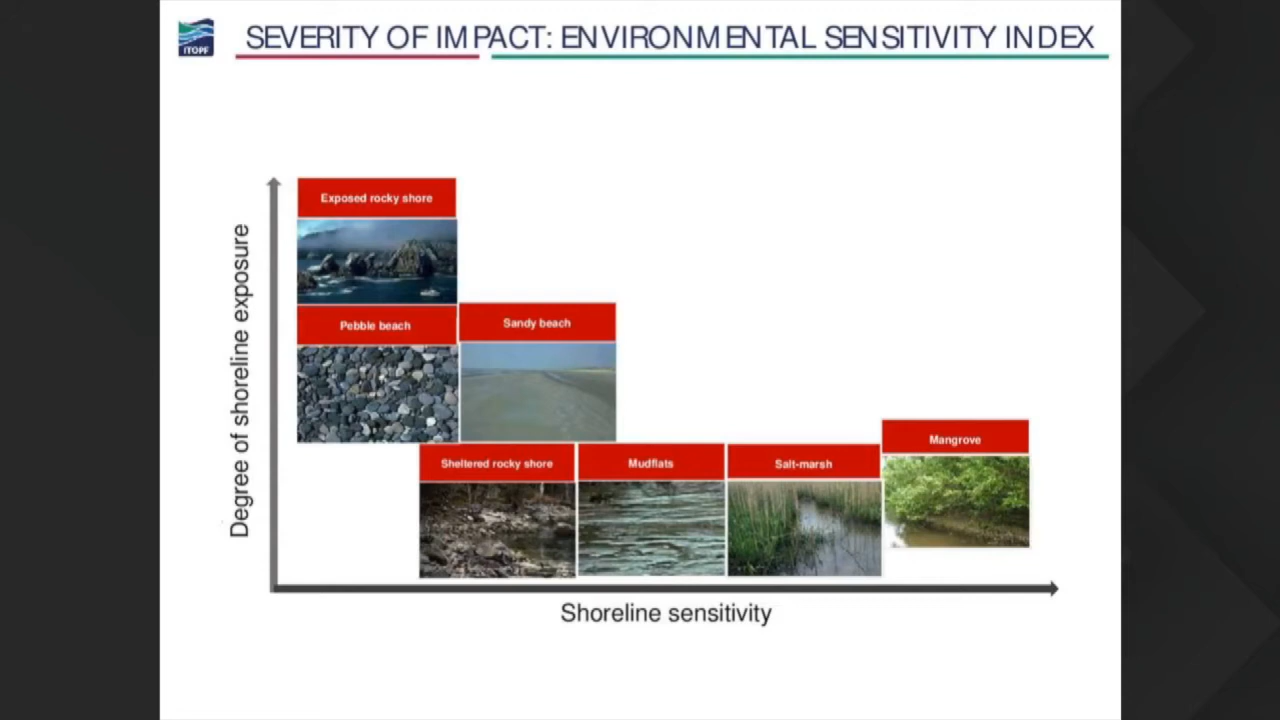 ITOPF
SEVERITY OF IMPACT: ENVIRONMENTAL SENSITIVITY INDEX
Degree of shoreline exposure
Exposed rocky shore
Pebble beach
Sandy beach
Sheltered rocky shore
Mudflats
Salt-marsh
Mangrove
Shoreline sensitivity